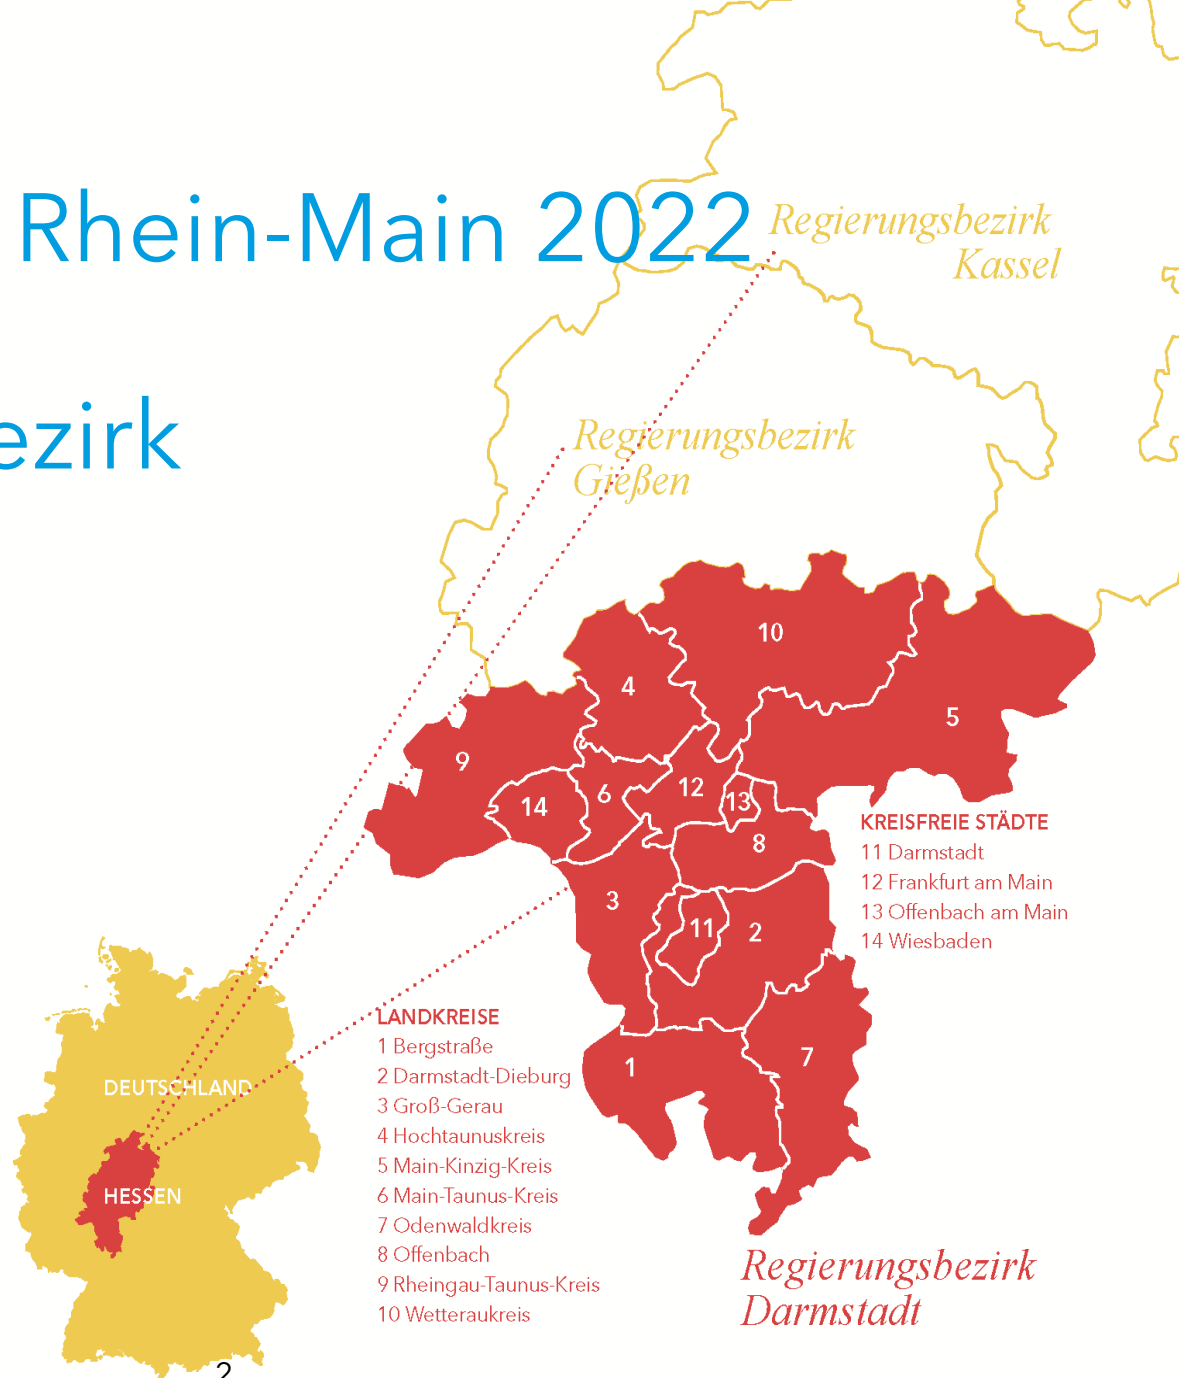 Rhein-Main 2022
Regierungsbezirk
Kassel
ezirk
Regierungsbezirk
Gießen
10
4
5
9
12
6
13
14
8
3
11
2
1
7
KREISFREIE STÄDTE
11 Darmstadt
12 Frankfurt am Main
13 Offenbach am Main
14 Wiesbaden
LANDKREISE
1 Bergstraße
2 Darmstadt-Dieburg
3 Groß-Gerau
4 Hochtaunuskreis
5 Main-Kinzig-Kreis
6 Main-Taunus-Kreis
7 Odenwaldkreis
8 Offenbach
9 Rheingau-Taunus-Kreis
10 Wetteraukreis
DEUTSCHLAND
HESSEN
Regierungsbezirk
Darmstadt
2